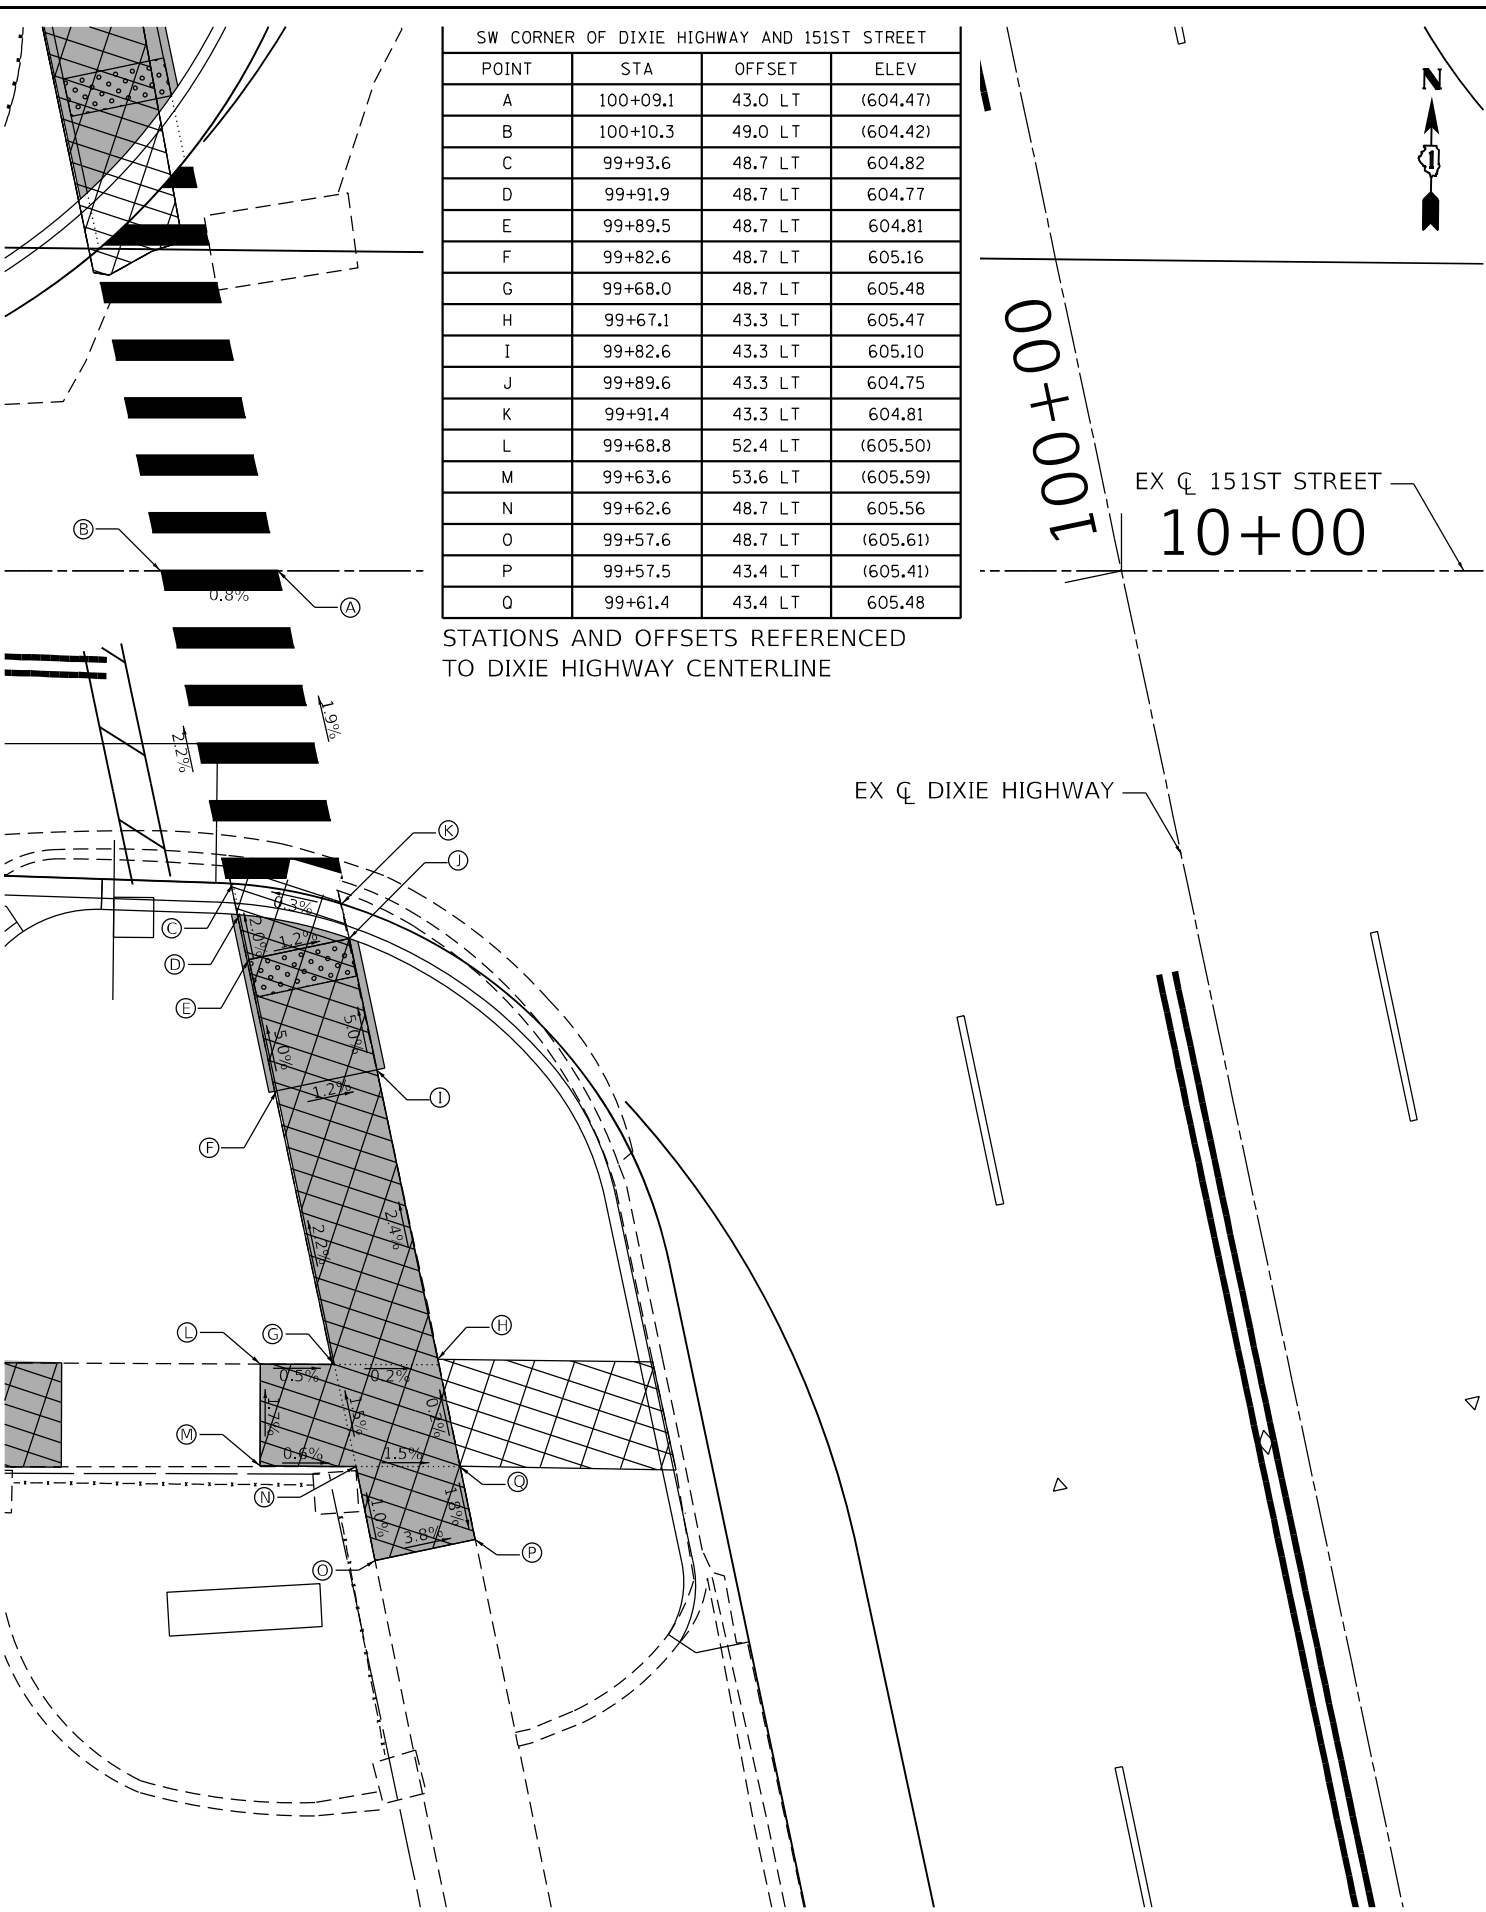 SW CORNER OF DIXIE HIGHWAY AND 151ST STREET
POINT STA OFFSET ELEV
A 100+09.1 43.0 LT (604.47)
B 100+10.3 49.0 LT (604.42)
C 99+93.6 48.7 LT 604.82
D 99+91.9 48.7 LT 604.77
E 99+89.5 48.7 LT 604.81
F 99+82.6 48.7 LT 605.16
G 99+68.0 48.7 LT 605.48
H 99+67.1 43.3 LT 605.47
I 99+82.6 43.3 LT 605.10
J 99+89.6 43.3 LT 604.75
K 99+91.4 43.3 LT 604.81
L 99+68.8 52.4 LT (605.50)
M 99+63.6 53.6 LT (605.59)
N 99+62.6 48.7 LT 605.56
O 99+57.6 48.7 LT (605.61)
P 99+57.5 43.4 LT (605.41)
Q 99+61.4 43.4 LT 605.48
STATIONS AND OFFSETS REFERENCED
TO DIXIE HIGHWAY CENTERLINE
N
1
100+00
EX ℄ 151ST STREET
10+00
EX ℄ DIXIE HIGHWAY
B
0.8%
A
1.9%
2.2%
K
J
0.3%
C
2.0%
1.2%
D
E
5.0%
5.0%
1.2%
I
F
2.4%
2.2%
L
G
H
0.5%
0.2%
1.7%
1.5%
0.2%
M
0.6%
1.5%
N
Q
1.0%
1.8%
3.8%
P
O